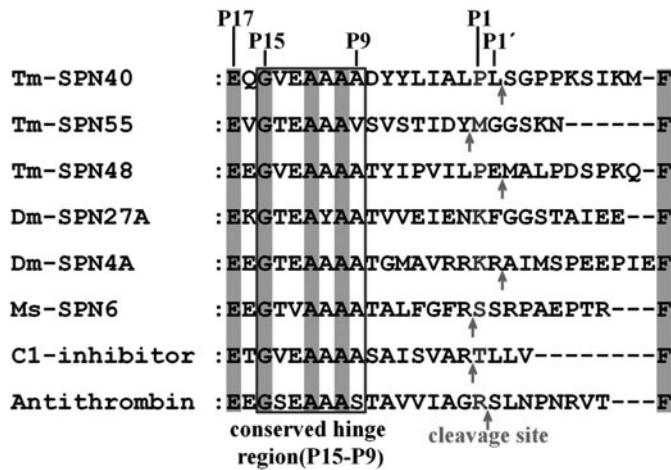 P17 P1
P15 P9 P1´
Tm-SPN40 :EQGVEAAAADYYLIALPLSGPPKSIKM-F
Tm-SPN55 :EVGTEAAAVSVSTIDYMGGSKN------F
Tm-SPN48 :EEGVEAAAATYIPVILPEMALPDSPKQ-F
Dm-SPN27A :EKGTEAYAATVVEIENKFGGSTAIEE--F
Dm-SPN4A :EEGTEAAAATGMAVRRKRAIMSPEEPIEF
Ms-SPN6 :EEGTVAAAATALFGFRSSRPAEPTR---F
C1-inhibitor :ETGVEAAAASAISVARTLLV--------F
Antithrombin :EEGSEAAASTAVVIAGRSLNPNRVT---F
conserved hinge cleavage site
region(P15-P9)